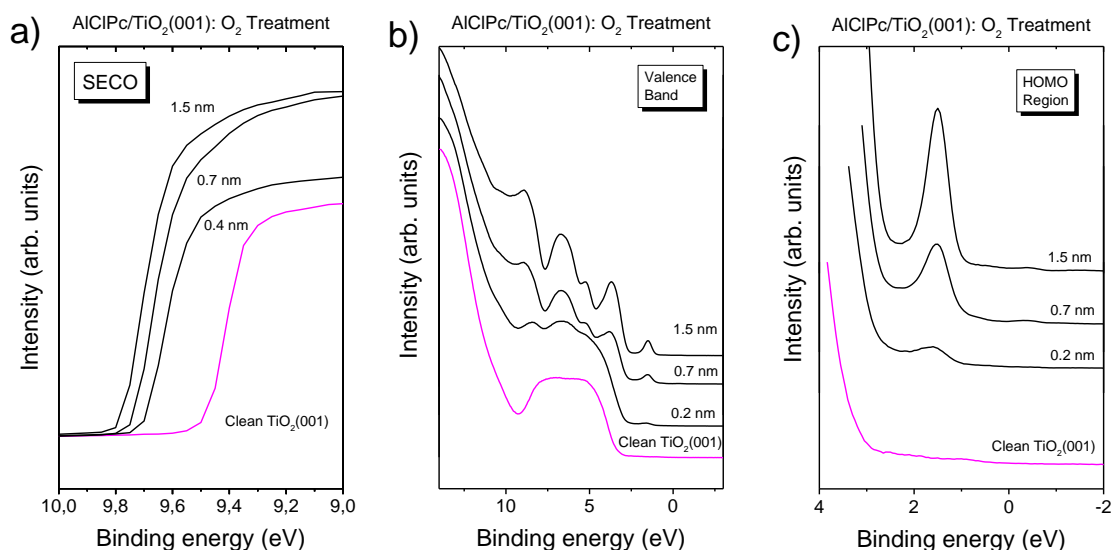 a)
AlClPc/TiO₂(001): O₂ Treatment
SECO
1.5 nm
0.7 nm
0.4 nm
Clean TiO₂(001)
Intensity (arb. units)
10,0 9,8 9,6 9,4 9,2 9,0
Binding energy (eV)
b)
AlClPc/TiO₂(001): O₂ Treatment
Valence
Band
1.5 nm
0.7 nm
0.2 nm
Clean TiO₂(001)
Intensity (arb. units)
10 5 0
Binding energy (eV)
c)
AlClPc/TiO₂(001): O₂ Treatment
HOMO
Region
1.5 nm
0.7 nm
0.2 nm
Clean TiO₂(001)
Intensity (arb. units)
4 2 0 -2
Binding energy (eV)